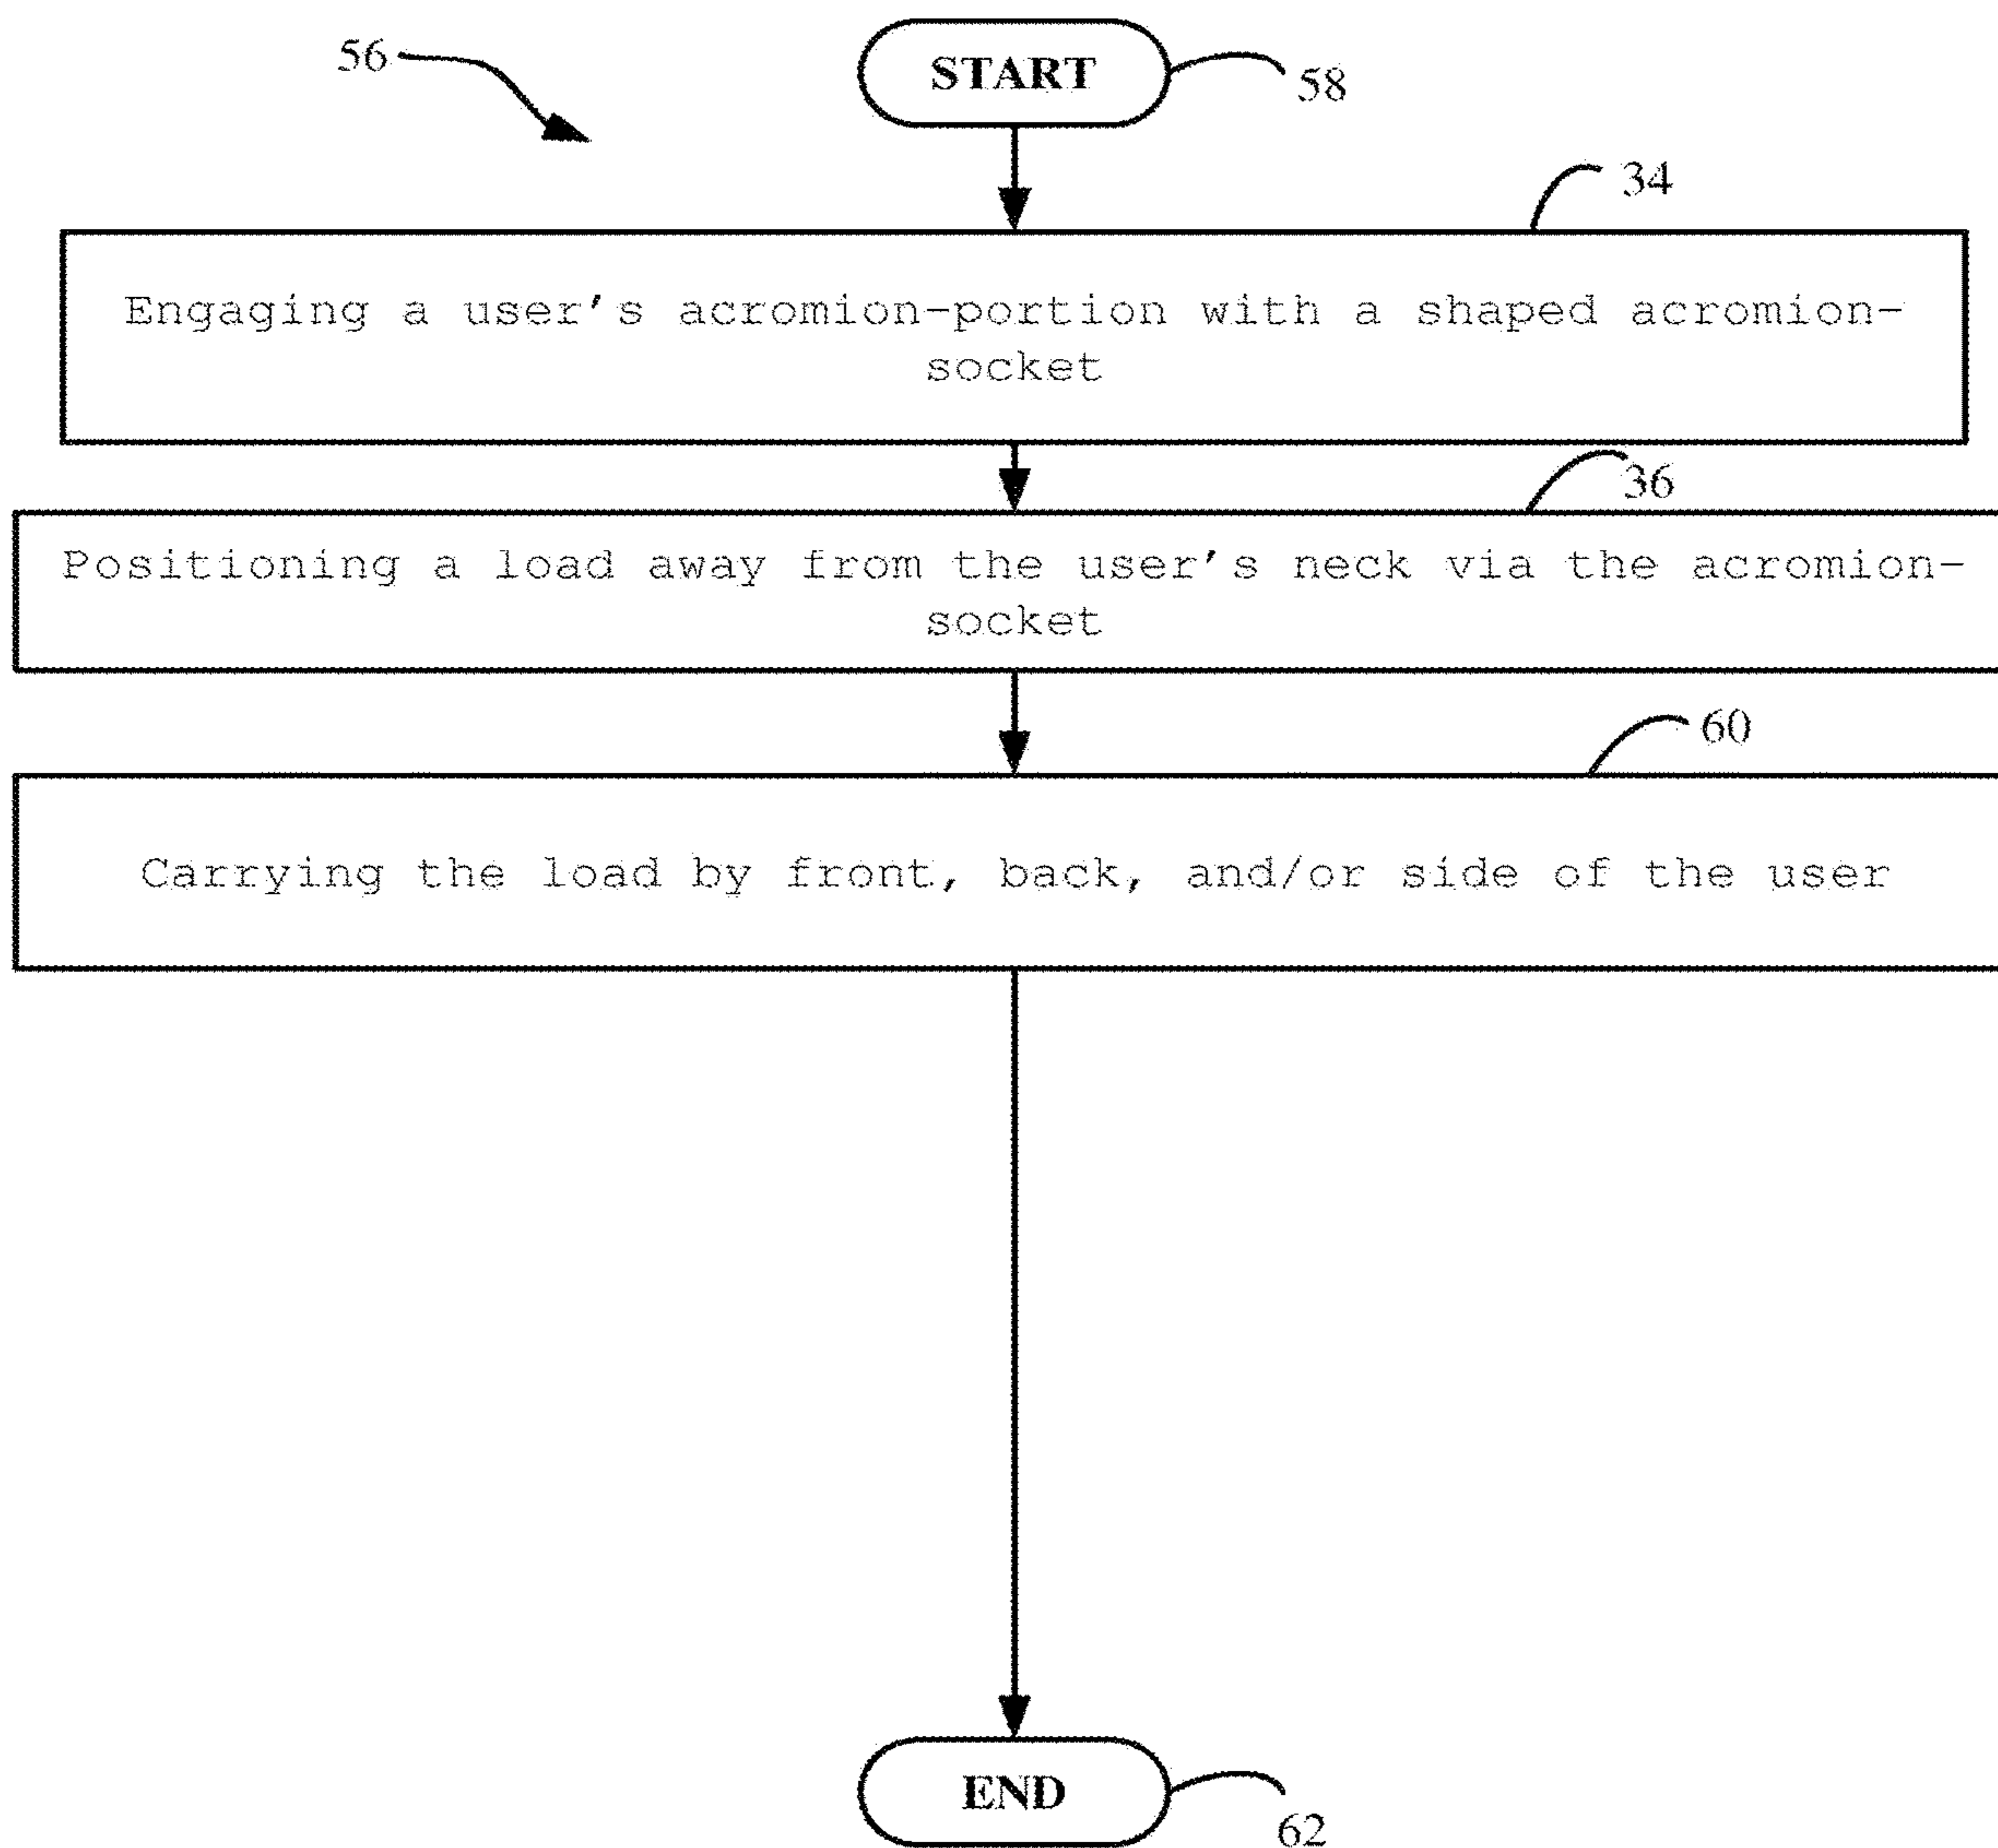 56
START
58
34
Engaging a user's acromion-portion with a shaped acromion-
socket
36
Positioning a load away from the user's neck via the acromion-
socket
60
Carrying the load by front, back, and/or side of the user
END
62